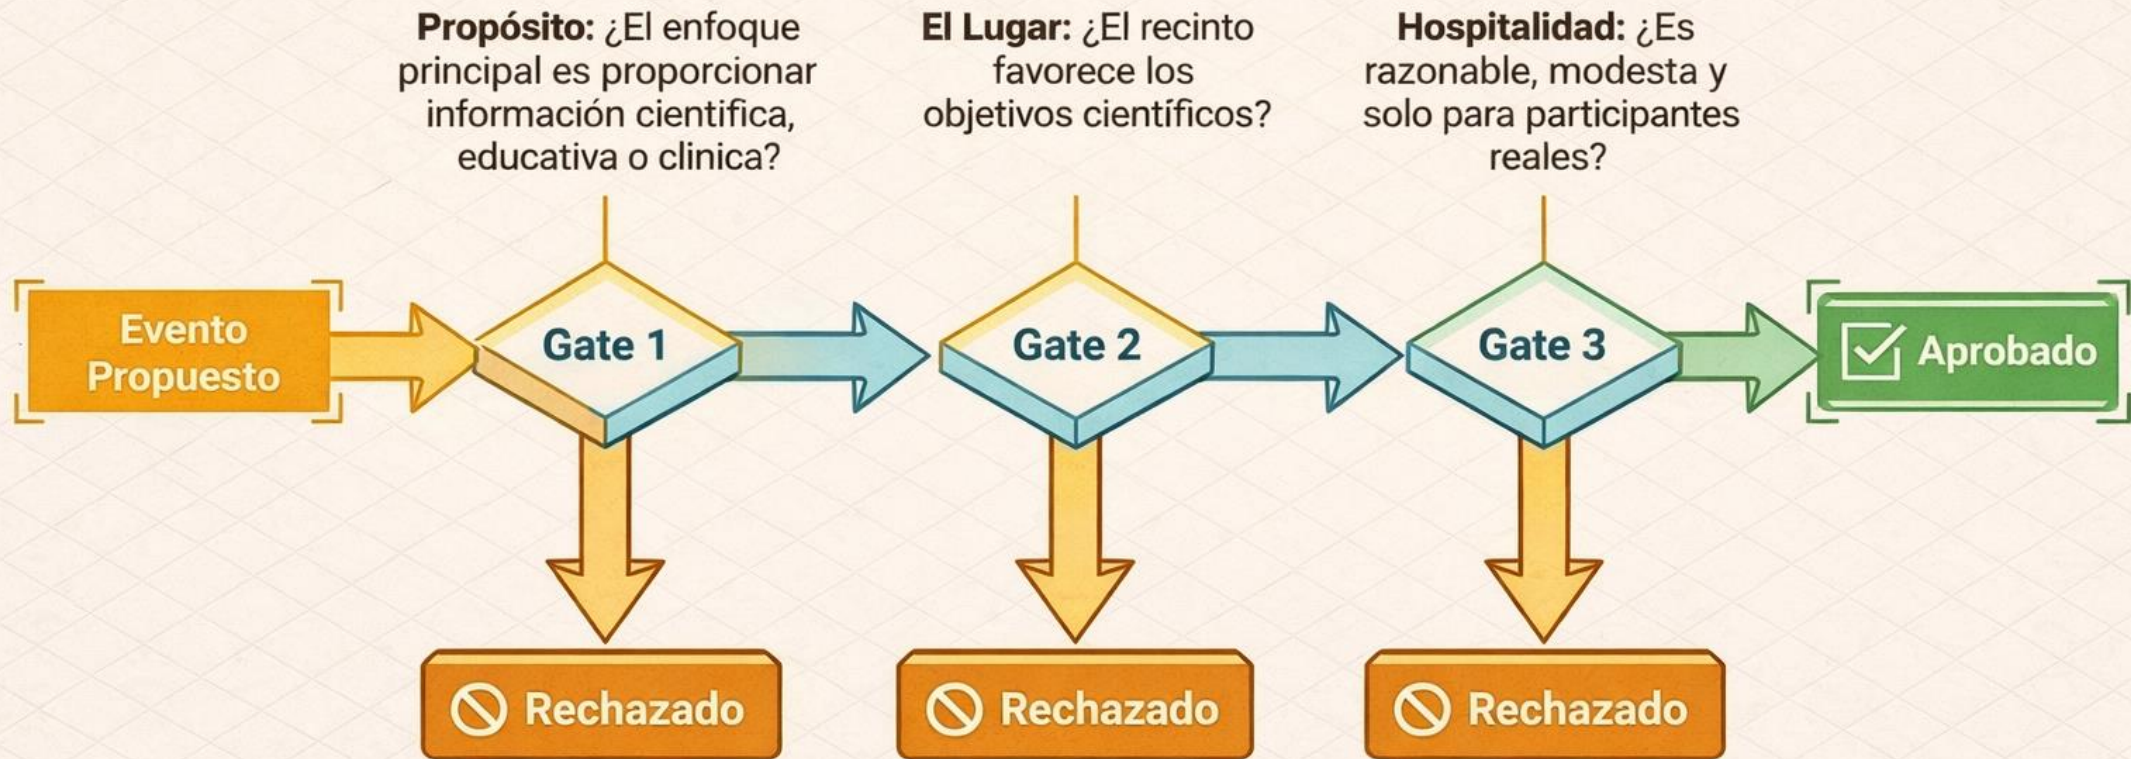 Propósito: ¿El enfoque
principal es proporcionar
información cientifica,
educativa o clinica?
El Lugar: ¿El recinto
favorece los
objetivos científicos?
Hospitalidad: ¿Es
razonable, modesta y
solo para participantes
reales?
Evento
Propuesto
Gate 1
Gate 2
Gate 3
Aprobado
Rechazado
Rechazado
Rechazado